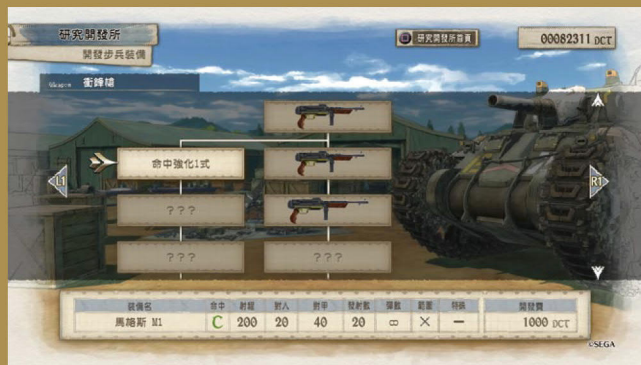 研究開發所
開發步兵裝備
研究開發所首頁
00082311 DCT
Weapon 衝鋒槍
L1
R1
命中強化1式
???
???
裝備名 命中 射程 射人 射甲 發射數 彈數 範圍 特殊 開發費
馬格斯 M1 C 200 20 40 20 ∞ × — 1000 DCT
©SEGA